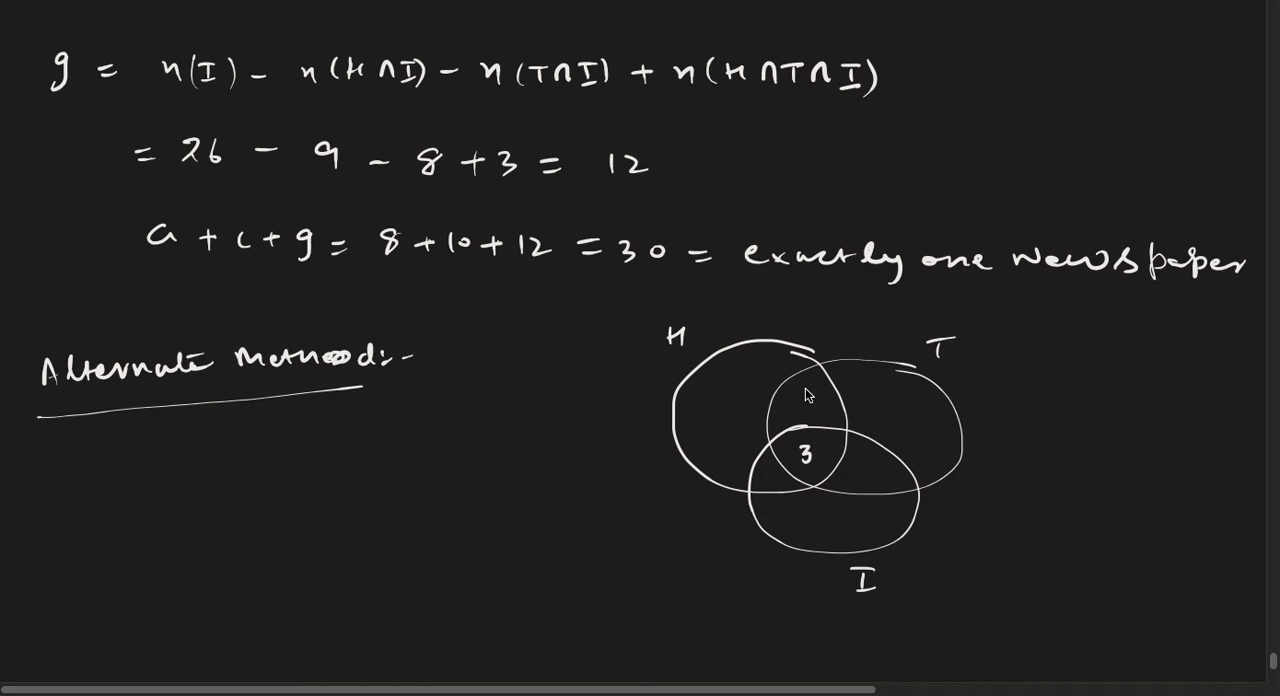 g = n(I) - n(H∩I) - n(T∩I) + n(H∩T∩I)
= 26 - 9 - 8 + 3 = 12
a + c + g = 8 + 10 + 12 = 30 = exactly one Newspaper
Alternate Method:-
H
T
3
I